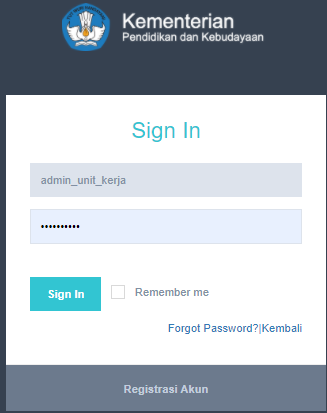 Kementerian
Pendidikan dan Kebudayaan
Sign In
admin_unit_kerja
••••••••••
Sign In
Remember me
Forgot Password?|Kembali
Registrasi Akun